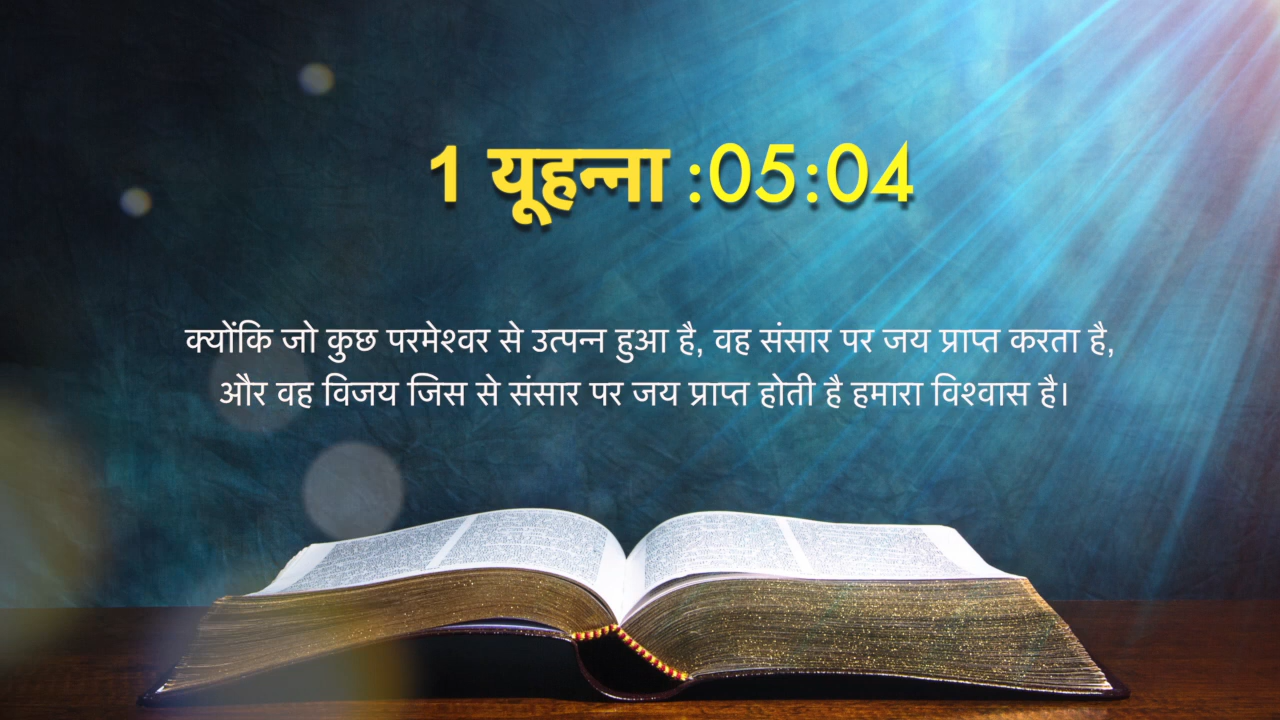 1 यूहन्ना :05:04
क्योंकि जो कुछ परमेश्वर से उत्पन्न हुआ है, वह संसार पर जय प्राप्त करता है,
और वह विजय जिस से संसार पर जय प्राप्त होती है हमारा विश्वास है।